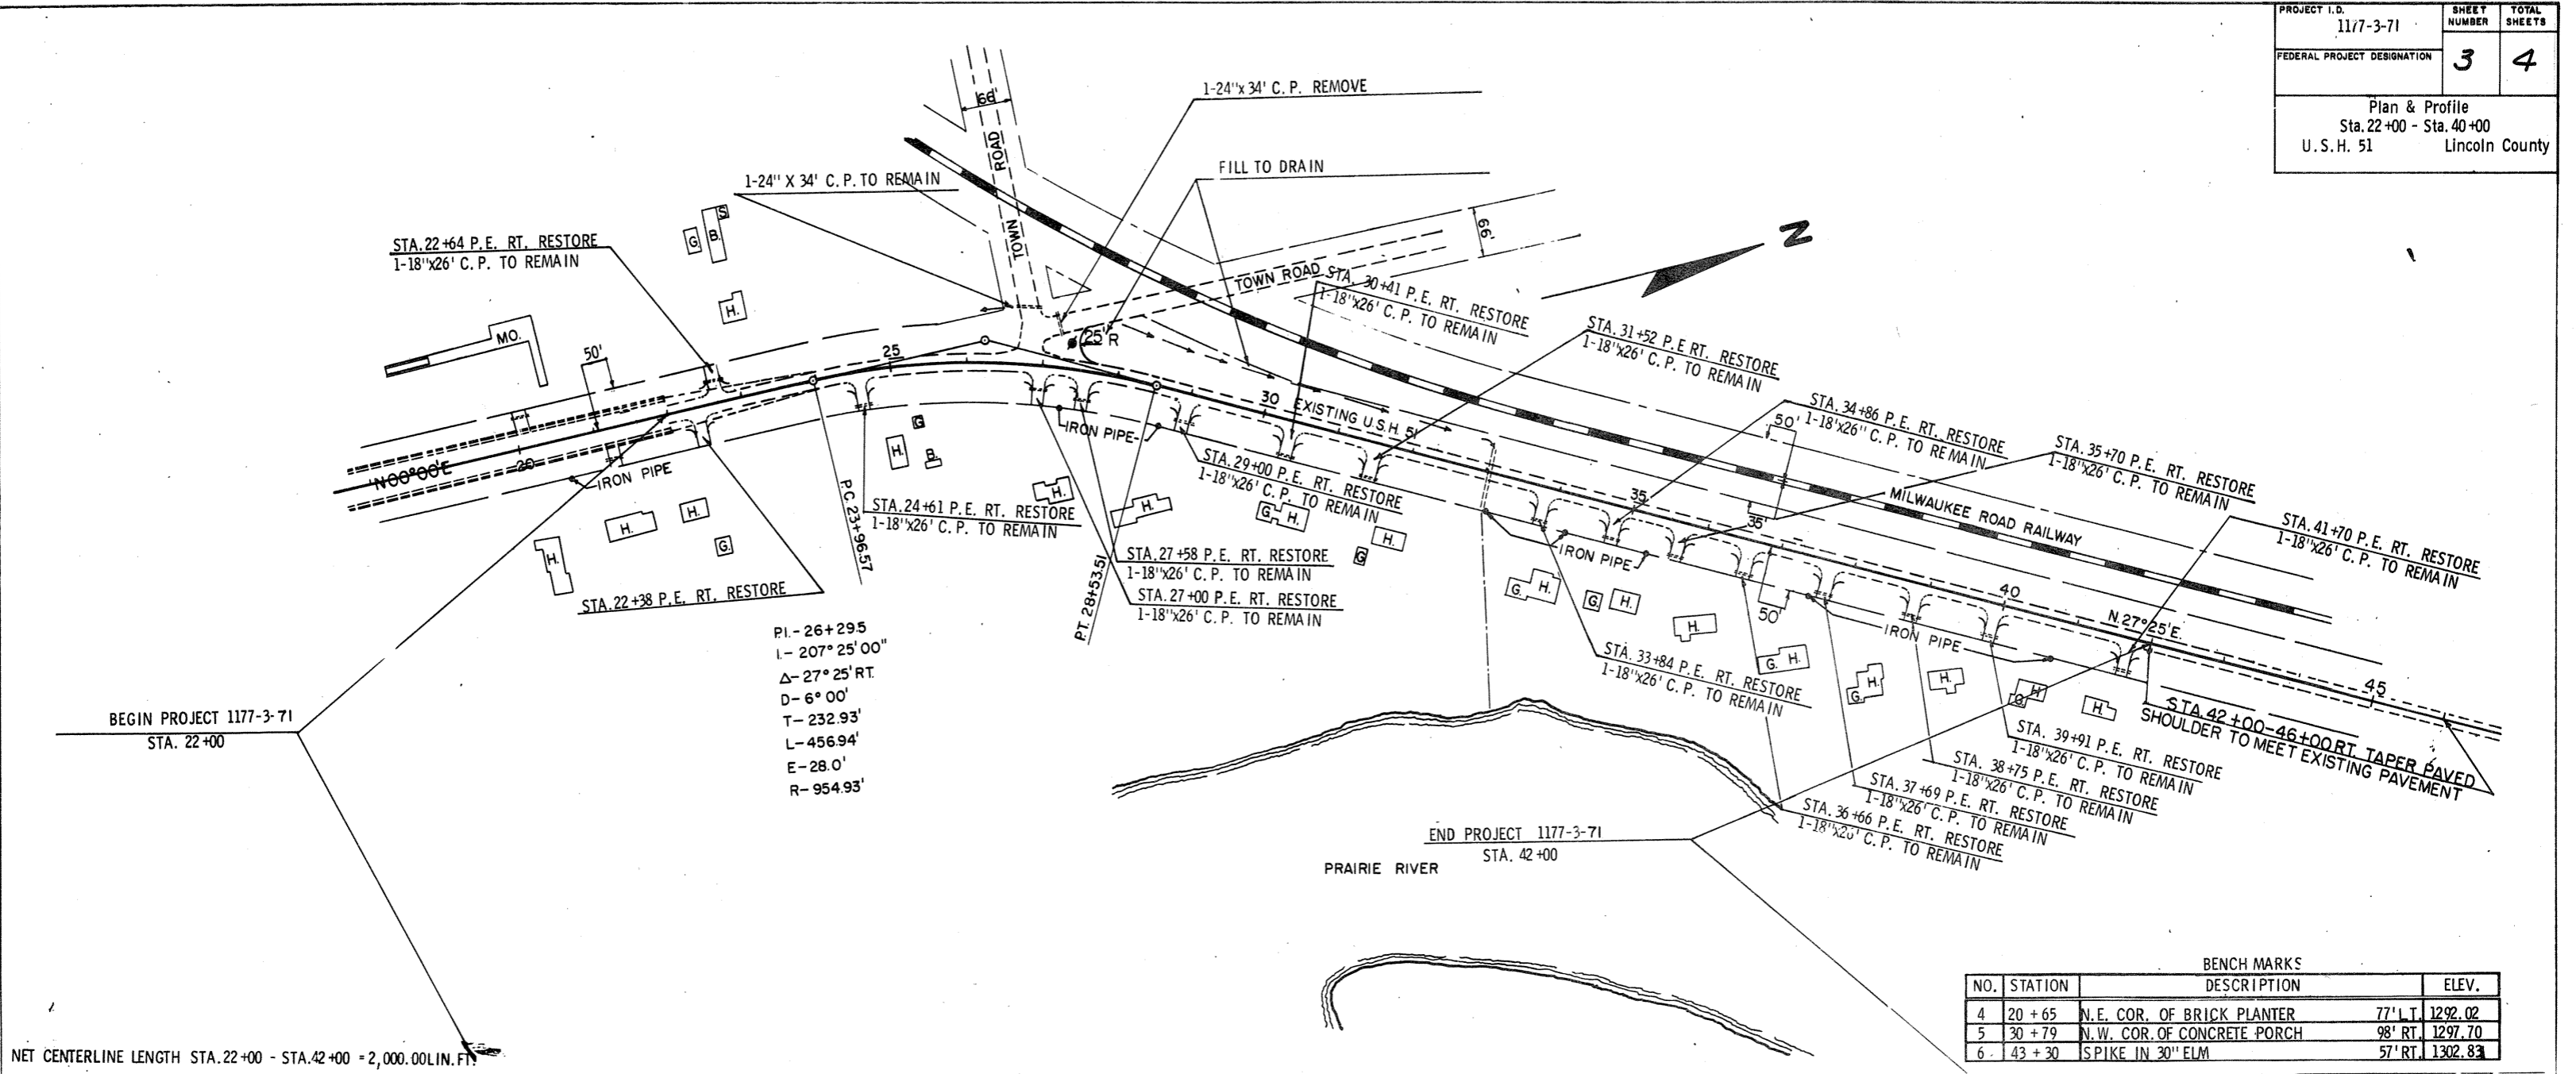 PROJECT I.D.
1177-3-71
SHEET NUMBER
3
TOTAL SHEETS
4
FEDERAL PROJECT DESIGNATION
Plan & Profile
Sta. 22+00 - Sta. 40+00
U.S.H. 51 Lincoln County
1-24"x 34' C. P. REMOVE
FILL TO DRAIN
1-24" X 34' C. P. TO REMAIN
66'
TOWN ROAD
66'
TOWN ROAD
N
STA. 22+64 P.E. RT. RESTORE
1-18"x26' C. P. TO REMAIN
G.
B.
S
H.
MO.
50'
25
25'R
STA. 30+41 P.E. RT. RESTORE
1-18"x26' C. P. TO REMAIN
STA. 31+52 P.E RT. RESTORE
1-18"x26' C. P. TO REMAIN
STA. 34+86 P.E. RT. RESTORE
1-18"x26" C. P. TO REMAIN
STA. 35+70 P.E. RT. RESTORE
1-18"x26' C. P. TO REMAIN
STA. 41+70 P.E. RT. RESTORE
1-18"x26' C. P. TO REMAIN
30
EXISTING U.S.H. 51
50'
35
35'
MILWAUKEE ROAD RAILWAY
N00°00'E
20
IRON PIPE
IRON PIPE
IRON PIPE
IRON PIPE
50'
40
N. 27° 25'E.
45
H.
H.
H.
G.
G
H.
B.
H.
H.
G.
H.
H.
G
G.
H.
G.
H.
H.
G.
H.
G.
H.
H.
G.
H
H.
P.C. 23+96.57
P.T. 28+53.51
STA. 22+38 P.E. RT. RESTORE
STA. 24+61 P.E. RT. RESTORE
1-18"x26' C. P. TO REMAIN
STA. 29+00 P.E. RT. RESTORE
1-18"x26' C. P. TO REMAIN
STA. 27+58 P.E. RT. RESTORE
1-18"x26' C. P. TO REMAIN
STA. 27+00 P.E. RT. RESTORE
1-18"x26' C. P. TO REMAIN
STA. 33+84 P.E. RT. RESTORE
1-18"x26' C. P. TO REMAIN
STA. 42+00-46+00 RT. TAPER PAVED
SHOULDER TO MEET EXISTING PAVEMENT
STA. 39+91 P.E. RT. RESTORE
1-18"x26' C. P. TO REMAIN
STA. 38+75 P.E. RT. RESTORE
1-18"x26' C. P. TO REMAIN
STA. 37+69 P.E. RT. RESTORE
1-18"x26' C. P. TO REMAIN
STA. 36+66 P.E. RT. RESTORE
1-18"x26' C. P. TO REMAIN
P.I.- 26+29.5
I.- 207° 25' 00"
Δ- 27° 25' RT.
D- 6° 00'
T- 232.93'
L- 456.94'
E- 28.0'
R- 954.93'
BEGIN PROJECT 1177-3-71
STA. 22+00
END PROJECT 1177-3-71
STA. 42+00
PRAIRIE RIVER
BENCH MARKS
NO. STATION DESCRIPTION ELEV.
4 20+65 N.E. COR. OF BRICK PLANTER 77' LT. 1292.02
5 30+79 N.W. COR. OF CONCRETE PORCH 98' RT. 1297.70
6 43+30 SPIKE IN 30" ELM 57' RT. 1302.83
NET CENTERLINE LENGTH STA. 22+00 - STA. 42+00 = 2,000.00 LIN. FT.